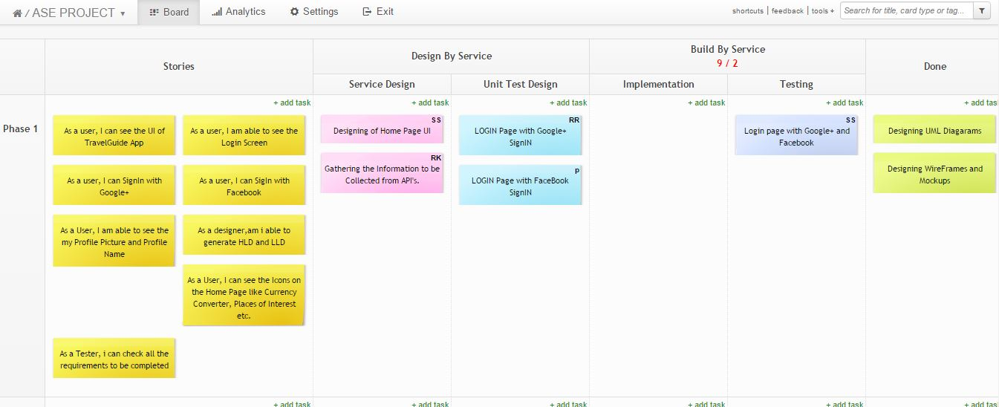 / ASE PROJECT ▾ Board Analytics Settings Exit shortcuts | feedback | tools + Search for title, card type or tag...
Stories
Design By Service
Build By Service
9 / 2
Done
Service Design
Unit Test Design
Implementation
Testing
Phase 1
+ add task
+ add task
+ add task
+ add task
+ add task
+ add tas
As a user, I can see the UI of
TravelGuide App
As a user, I am able to see the
Login Screen
As a user, I can SignIn with
Google+
As a user, I can SigIn with
Facebook
As a User, I am able to see the
my Profile Picture and Profile
Name
As a designer,am i able to
generate HLD and LLD
As a User, I can see the Icons on
the Home Page like Currency
Converter, Places of Interest
etc.
As a Tester, i can check all the
requirements to be completed
SS
Designing of Home Page UI
RK
Gathering the Information to be
Collected from API's.
RR
LOGIN Page with Google+
SignIN
p
LOGIN Page with FaceBook
SignIN
SS
Login page with Google+ and
Facebook
Designing UML Diagarams
Designing WireFrames and
Mockups
+ add task
+ add task
+ add task
+ add task
+ add task
+ add tas